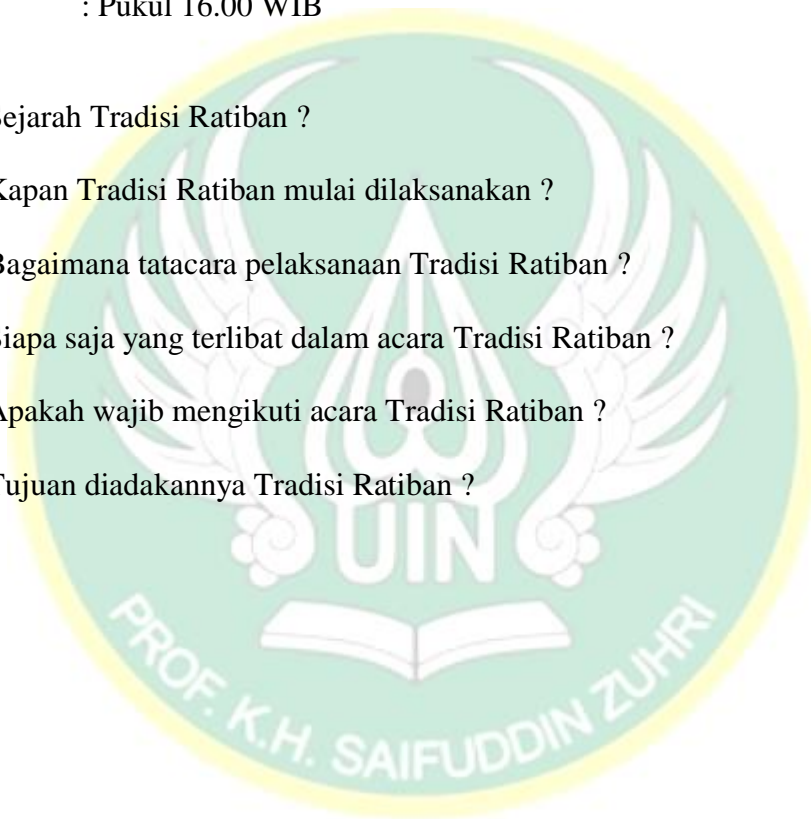 : Pukul 16.00 WIB
ejarah Tradisi Ratiban ?
Kapan Tradisi Ratiban mulai dilaksanakan ?
Bagaimana tatacara pelaksanaan Tradisi Ratiban ?
iapa saja yang terlibat dalam acara Tradisi Ratiban ?
Apakah wajib mengikuti acara Tradisi Ratiban ?
Tujuan diadakannya Tradisi Ratiban ?
UIN
PROF. K.H. SAIFUDDIN ZUHRI